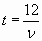 t = 12/ν